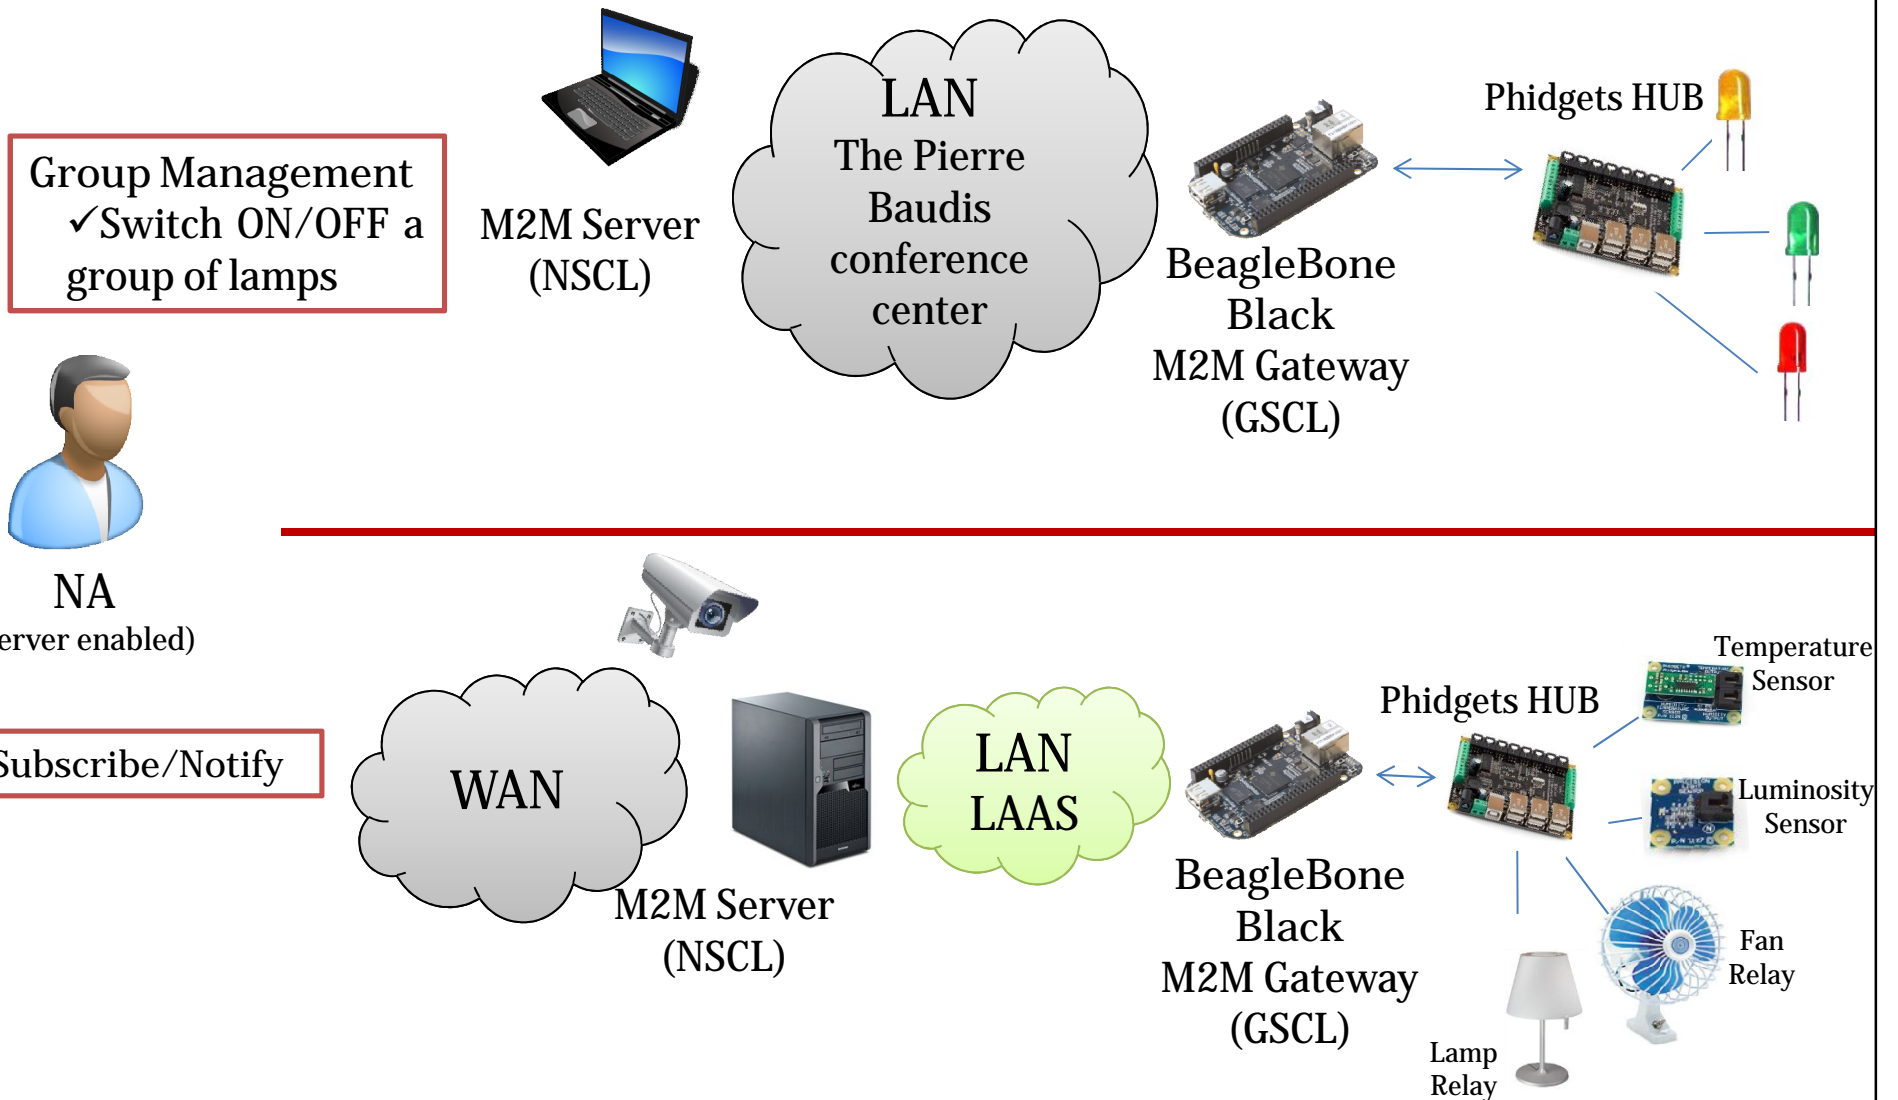 Group Management
✓Switch ON/OFF a
group of lamps
M2M Server
(NSCL)
LAN
The Pierre
Baudis
conference
center
BeagleBone
Black
M2M Gateway
(GSCL)
Phidgets HUB
NA
erver enabled)
Subscribe/Notify
WAN
M2M Server
(NSCL)
LAN
LAAS
BeagleBone
Black
M2M Gateway
(GSCL)
Phidgets HUB
Temperature
Sensor
Luminosity
Sensor
Fan
Relay
Lamp
Relay